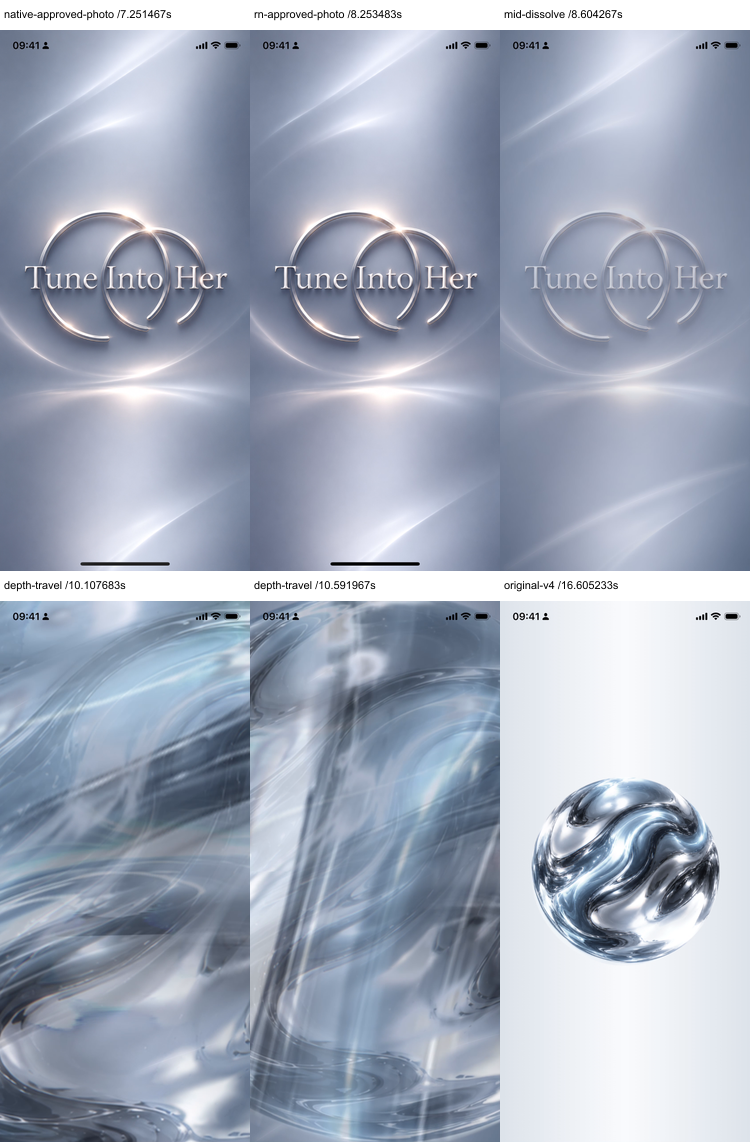 native-approved-photo /7.251467s
rn-approved-photo /8.253483s
mid-dissolve /8.604267s
09:41
09:41
09:41
Tune Into Her
Tune Into Her
Tune Into Her
depth-travel /10.107683s
depth-travel /10.591967s
original-v4 /16.605233s
09:41
09:41
09:41